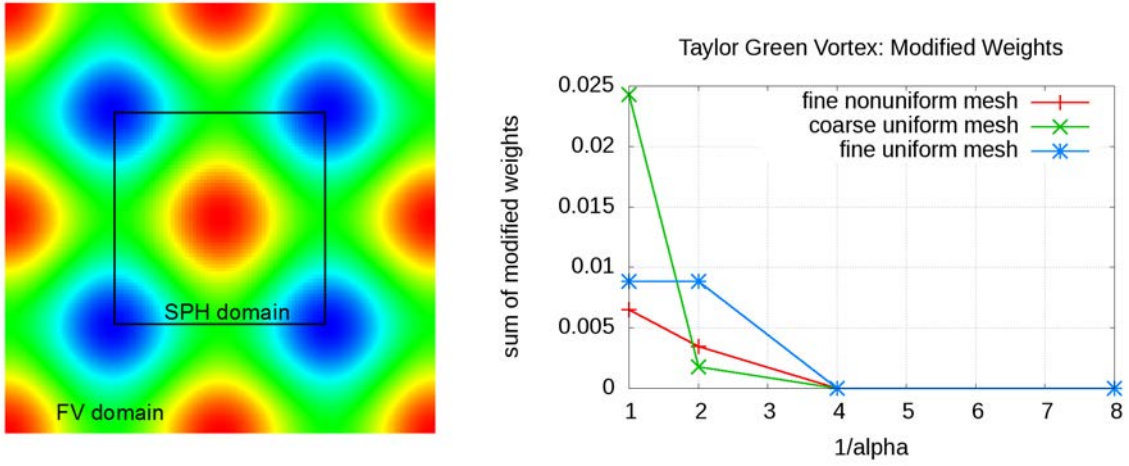 SPH domain
FV domain
Taylor Green Vortex: Modified Weights
sum of modified weights
0.025
0.02
0.015
0.01
0.005
0
fine nonuniform mesh
coarse uniform mesh
fine uniform mesh
1 2 3 4 5 6 7 8
1/alpha